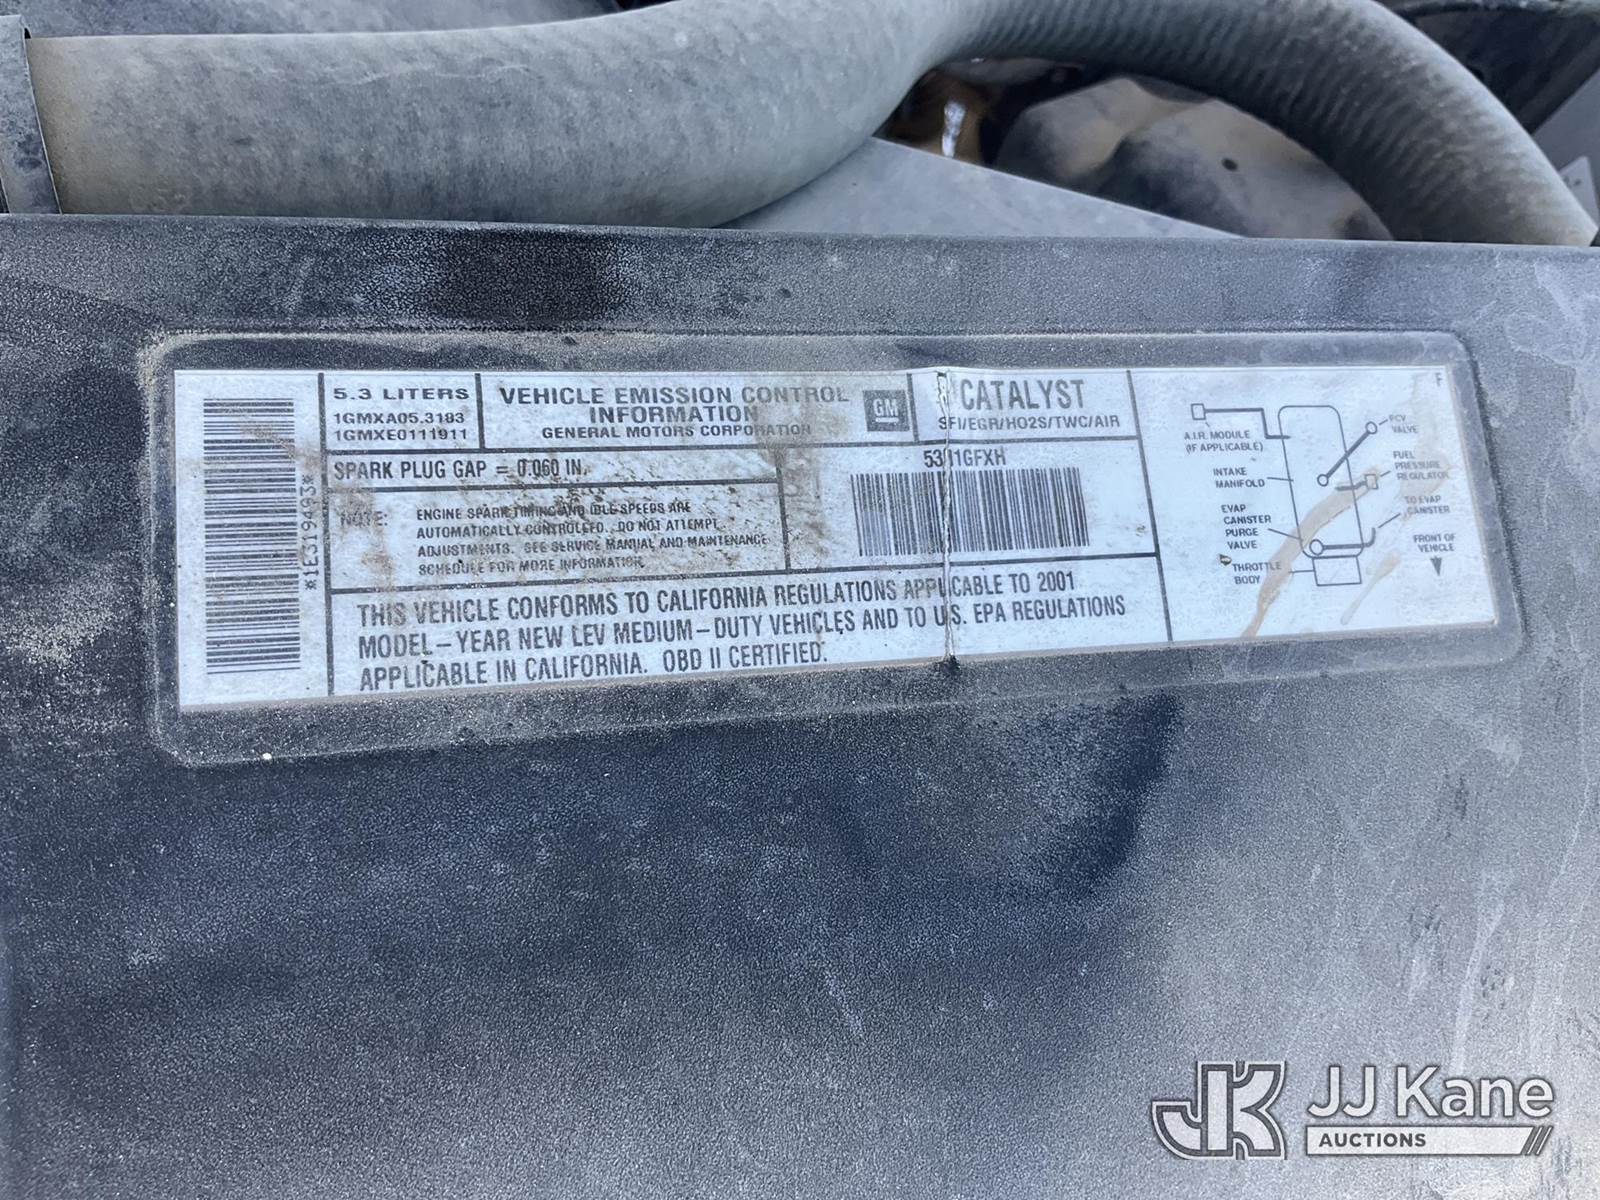 5.3 LITERS
1GMXA05.3183
1GMXE0111911
VEHICLE EMISSION CONTROL
INFORMATION
GENERAL MOTORS CORPORATION
GM
CATALYST
SFI/EGR/HO2S/TWC/AIR
SPARK PLUG GAP = 0.060 IN.
NOTE:
ENGINE SPARK TIMING AND IDLE SPEEDS ARE
AUTOMATICALLY CONTROLLED. DO NOT ATTEMPT
ADJUSTMENTS. SEE SERVICE MANUAL AND MAINTENANCE
SCHEDULE FOR MORE INFORMATION.
THIS VEHICLE CONFORMS TO CALIFORNIA REGULATIONS APPLICABLE TO 2001
MODEL-YEAR NEW LEV MEDIUM-DUTY VEHICLES AND TO U.S. EPA REGULATIONS
APPLICABLE IN CALIFORNIA. OBD II CERTIFIED.
*1E319493*
F
A.I.R. MODULE
(IF APPLICABLE)
INTAKE
MANIFOLD
EVAP
CANISTER
PURGE
VALVE
THROTTLE
BODY
PCV
VALVE
FUEL
PRESSURE
REGULATOR
TO EVAP
CANISTER
FRONT OF
VEHICLE
JK JJ Kane
AUCTIONS